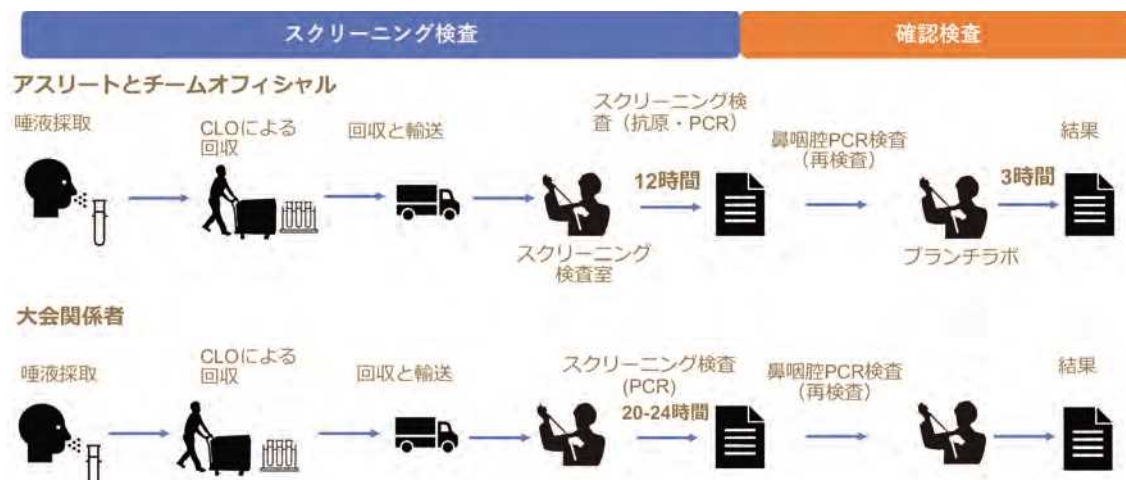 スクリーニング検査
確認検査
アスリートとチームオフィシャル
唾液採取
CLOによる
回収
回収と輸送
スクリーニング検
査（抗原・PCR）
12時間
スクリーニング
検査室
鼻咽腔PCR検査
（再検査）
ブランチラボ
3時間
結果
大会関係者
唾液採取
CLOによる
回収
回収と輸送
スクリーニング検査
(PCR)
20-24時間
鼻咽腔PCR検査
（再検査）
結果